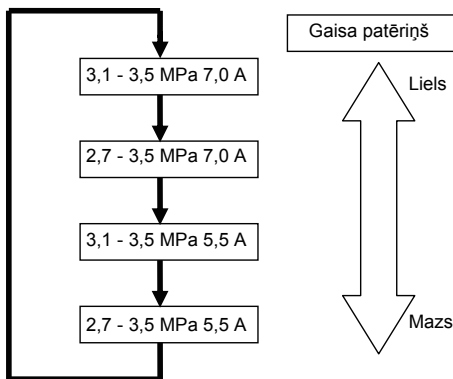 Gaisa patēriņš
Liels
3,1 - 3,5 MPa 7,0 A
2,7 - 3,5 MPa 7,0 A
3,1 - 3,5 MPa 5,5 A
2,7 - 3,5 MPa 5,5 A
Mazs